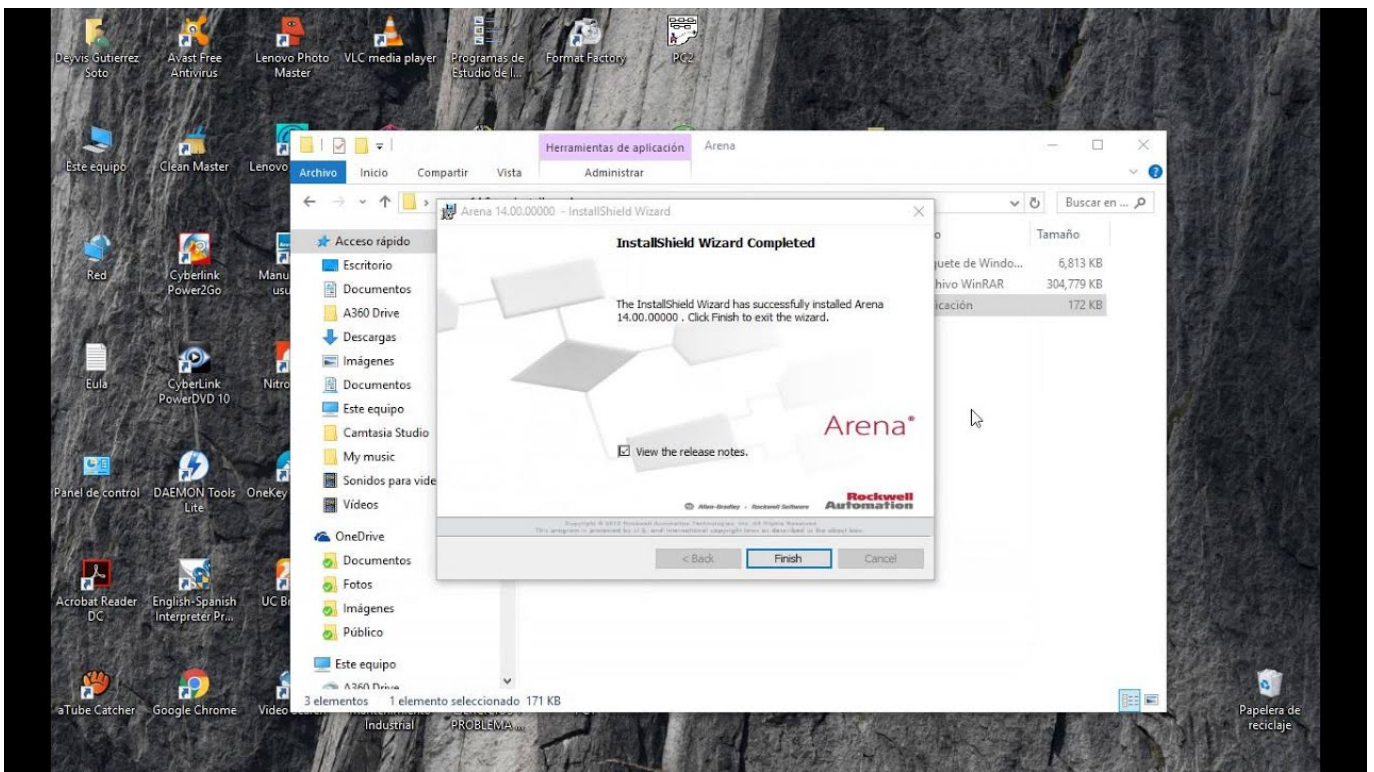 Deyvis Gutierrez
Soto
Avast Free
Antivirus
Lenovo Photo
Master
VLC media player
Programas de
Estudio de l...
Format Factory
PC2
Este equipo
Clean Master
Lenovo
Red
Cyberlink
Power2Go
Manu
usu
Eula
CyberLink
PowerDVD 10
Nitro
Panel de control
DAEMON Tools
Lite
OneKey
Acrobat Reader
DC
English-Spanish
Interpreter Pr...
UC Br
aTube Catcher
Google Chrome
Video
Industrial
PROBLEMA ...
Papelera de
reciclaje
Herramientas de aplicación
Arena
Archivo
Inicio
Compartir
Vista
Administrar
Buscar en ...
Tamaño
quete de Windo...
6,813 KB
hivo WinRAR
304,779 KB
icación
172 KB
Acceso rápido
Escritorio
Documentos
A360 Drive
Descargas
Imágenes
Documentos
Este equipo
Camtasia Studio
My music
Sonidos para vide
Vídeos
OneDrive
Documentos
Fotos
Imágenes
Público
Este equipo
A360 Drive
3 elementos
1 elemento seleccionado 171 KB
Arena 14.00.00000 - InstallShield Wizard
InstallShield Wizard Completed
The InstallShield Wizard has successfully installed Arena
14.00.00000 . Click Finish to exit the wizard.
Arena®
View the release notes.
Allen-Bradley · Rockwell Software
Rockwell
Automation
< Back
Finish
Cancel